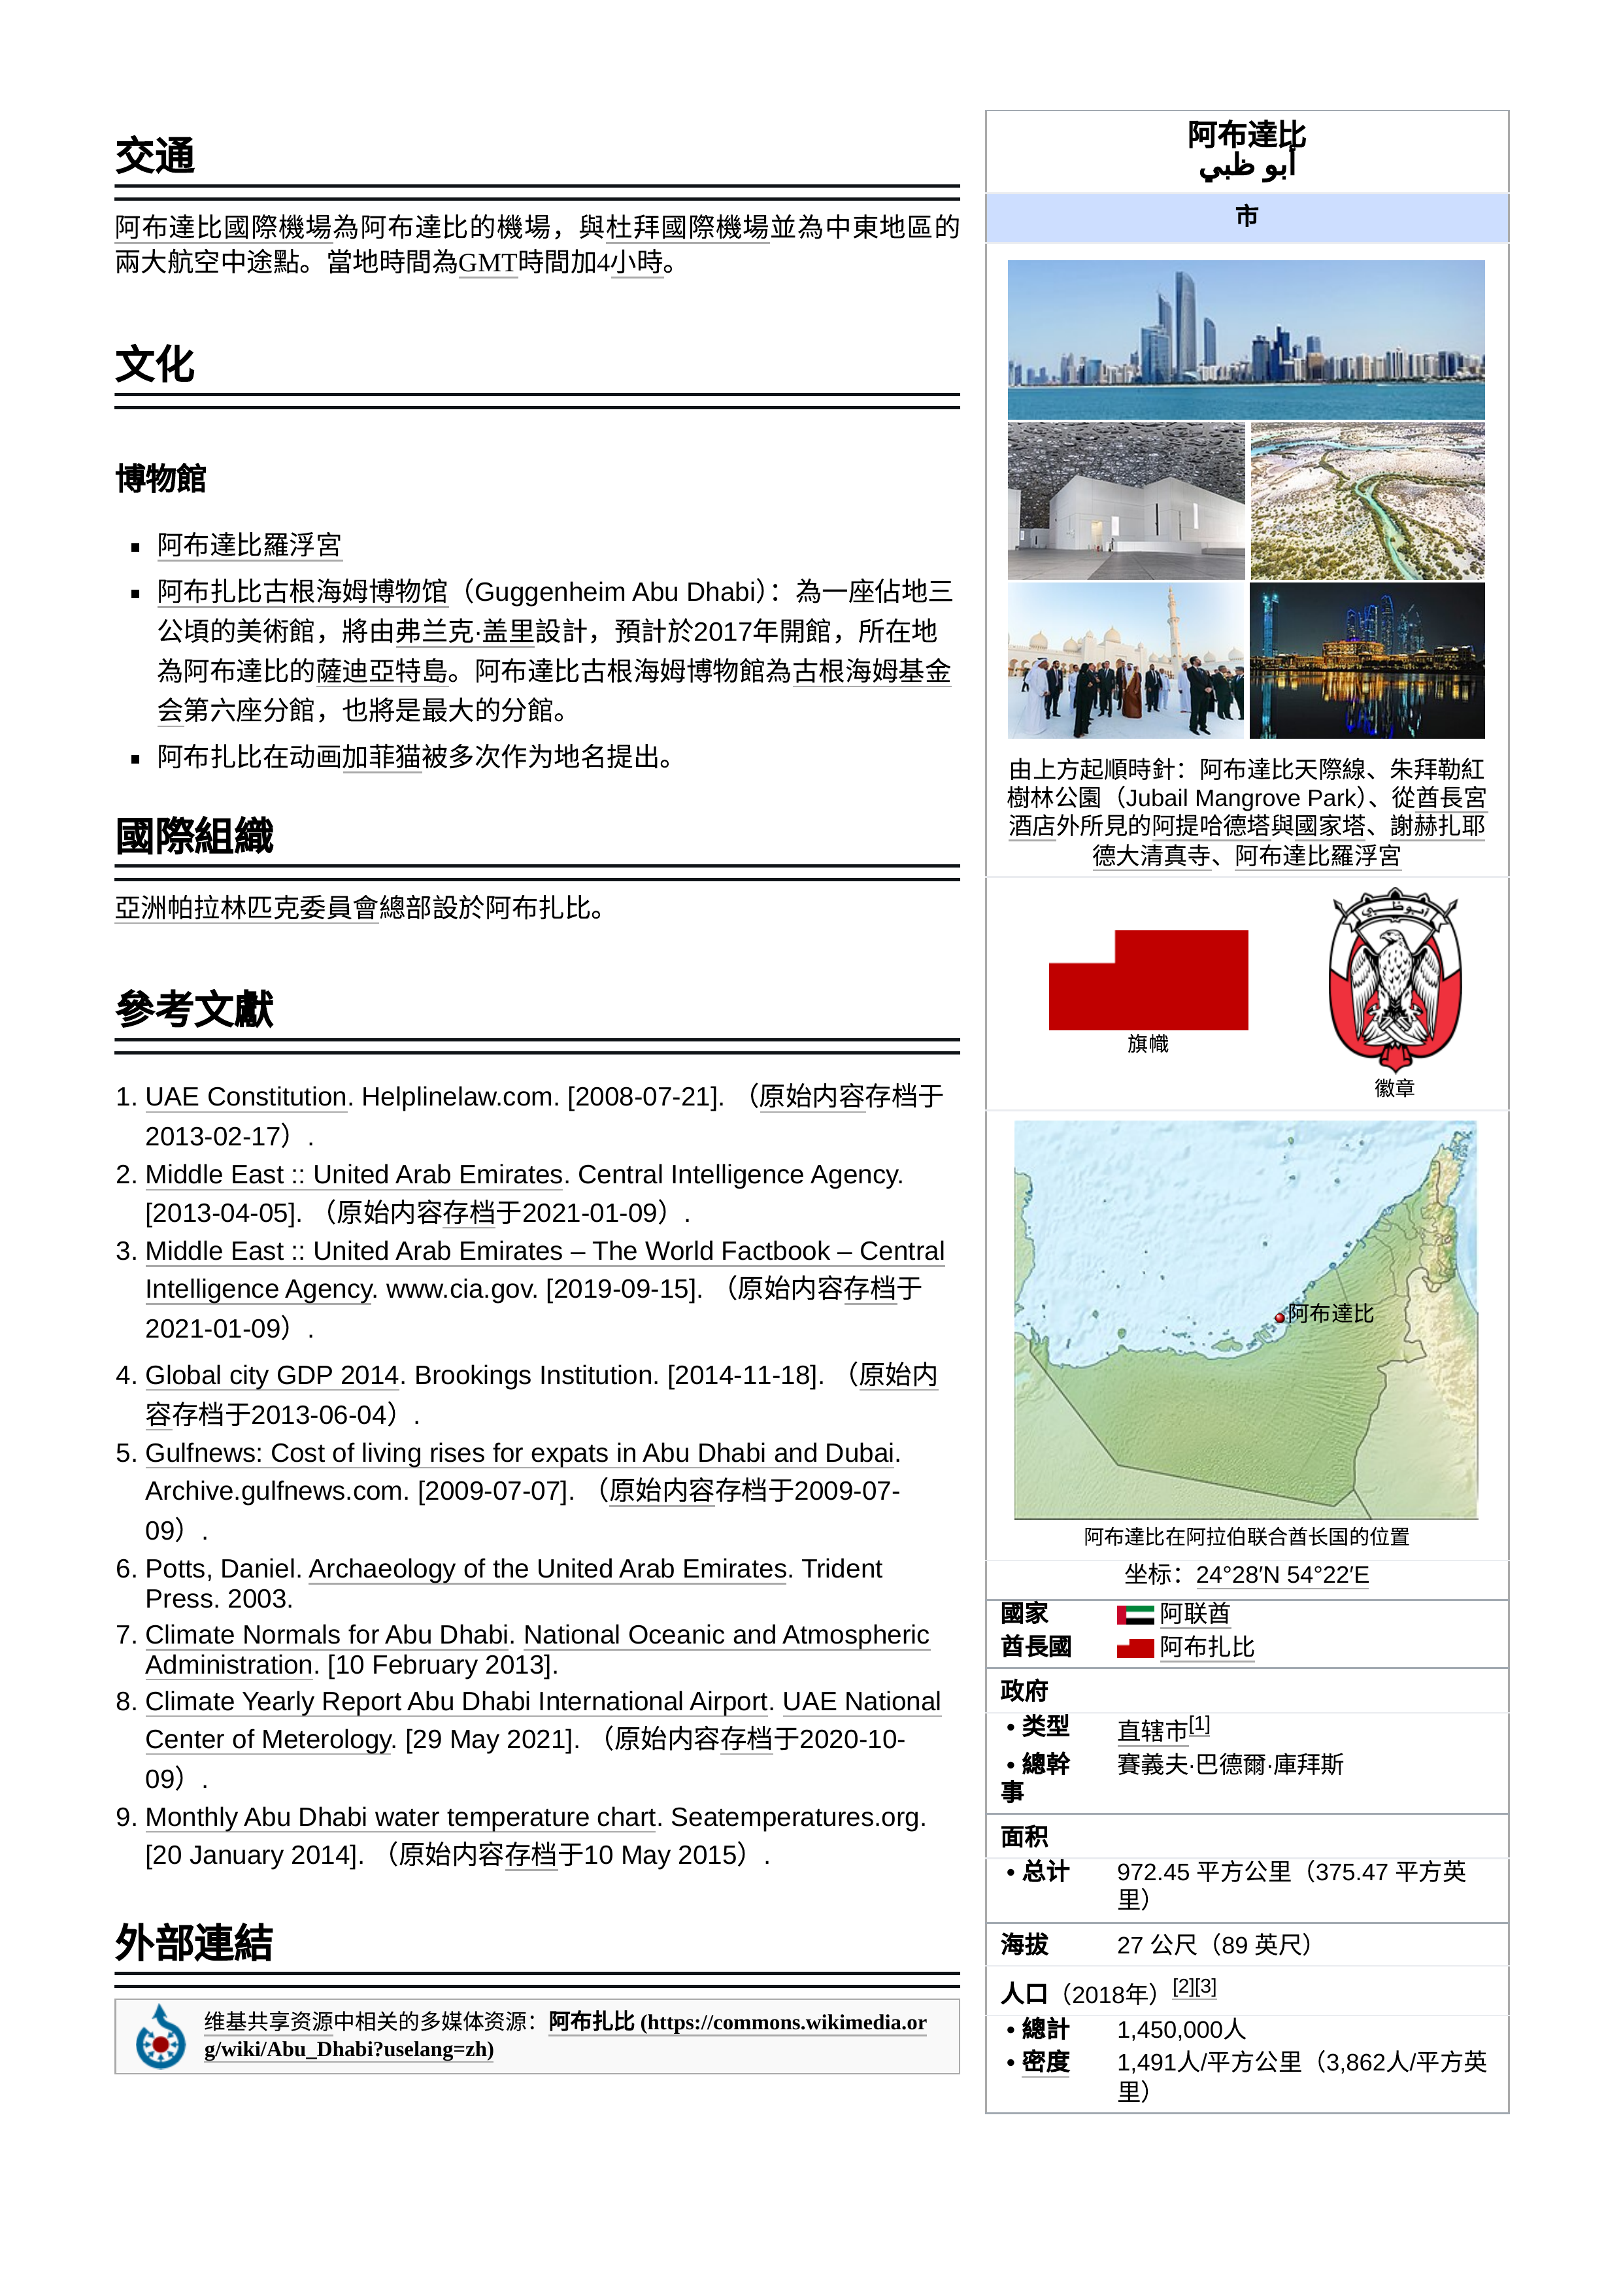 交通
阿布達比國際機場為阿布達比的機場，與杜拜國際機場並為中東地區的
兩大航空中途點。當地時間為GMT時間加4小時。
文化
博物館
▪ 阿布達比羅浮宮
▪ 阿布扎比古根海姆博物馆（Guggenheim Abu Dhabi）：為一座佔地三
公頃的美術館，將由弗兰克·盖里設計，預計於2017年開館，所在地
為阿布達比的薩迪亞特島。阿布達比古根海姆博物館為古根海姆基金
会第六座分館，也將是最大的分館。
▪ 阿布扎比在动画加菲猫被多次作为地名提出。
國際組織
亞洲帕拉林匹克委員會總部設於阿布扎比。
參考文獻
1. UAE Constitution. Helplinelaw.com. [2008-07-21]. （原始内容存档于
2013-02-17）.
2. Middle East :: United Arab Emirates. Central Intelligence Agency.
[2013-04-05]. （原始内容存档于2021-01-09）.
3. Middle East :: United Arab Emirates – The World Factbook – Central
Intelligence Agency. www.cia.gov. [2019-09-15]. （原始内容存档于
2021-01-09）.
4. Global city GDP 2014. Brookings Institution. [2014-11-18]. （原始内
容存档于2013-06-04）.
5. Gulfnews: Cost of living rises for expats in Abu Dhabi and Dubai.
Archive.gulfnews.com. [2009-07-07]. （原始内容存档于2009-07-
09）.
6. Potts, Daniel. Archaeology of the United Arab Emirates. Trident
Press. 2003.
7. Climate Normals for Abu Dhabi. National Oceanic and Atmospheric
Administration. [10 February 2013].
8. Climate Yearly Report Abu Dhabi International Airport. UAE National
Center of Meterology. [29 May 2021]. （原始内容存档于2020-10-
09）.
9. Monthly Abu Dhabi water temperature chart. Seatemperatures.org.
[20 January 2014]. （原始内容存档于10 May 2015）.
外部連結
维基共享资源中相关的多媒体资源：阿布扎比 (https://commons.wikimedia.or
g/wiki/Abu_Dhabi?uselang=zh)
阿布達比
أبو ظبي
市
由上方起順時針：阿布達比天際線、朱拜勒紅
樹林公園（Jubail Mangrove Park）、從酋長宮
酒店外所見的阿提哈德塔與國家塔、謝赫扎耶
德大清真寺、阿布達比羅浮宮
أبوظبي
旗幟
徽章
阿布達比
阿布達比在阿拉伯联合酋长国的位置
坐标：24°28′N 54°22′E
國家 阿联酋
酋長國 阿布扎比
政府
• 类型 直辖市[1]
• 總幹 賽義夫·巴德爾·庫拜斯
事
面积
• 总计 972.45 平方公里（375.47 平方英
里）
海拔 27 公尺（89 英尺）
人口（2018年）[2][3]
• 總計 1,450,000人
• 密度 1,491人/平方公里（3,862人/平方英
里）